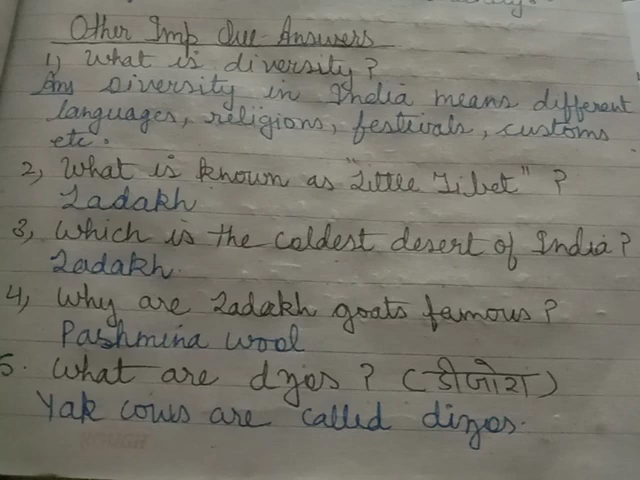 Other Imp Que Answers
1) What is diversity?
Ans Diversity in India means different
languages, religions, festivals, customs
etc.
2, What is known as "Little Tibet" ?
Ladakh
3, Which is the coldest desert of India?
Ladakh.
4, Why are Ladakh goats famous?
Pashmina wool
5. What are dzos? (डीजोश)
Yak cows are called dizos.